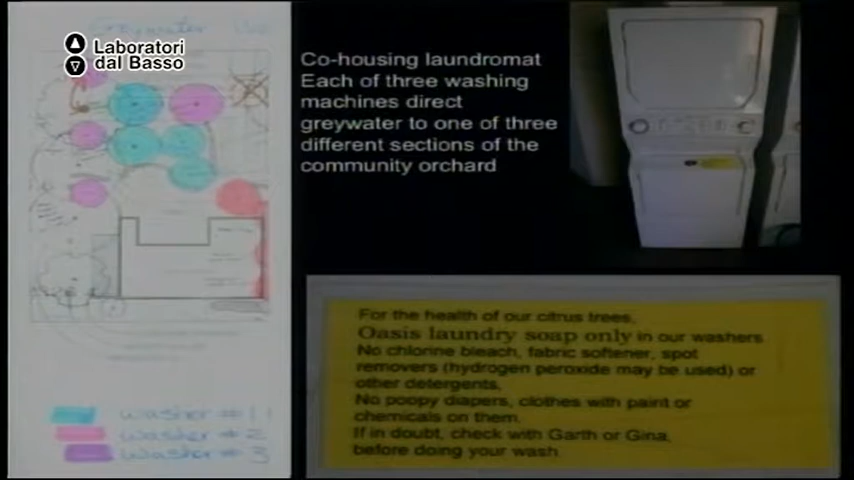 Greywater
Laboratori
dal Basso
Co-housing laundromat
Each of three washing
machines direct
greywater to one of three
different sections of the
community orchard
For the health of our citrus trees,
Oasis laundry soap only in our washers
No chlorine bleach, fabric softener, spot
removers (hydrogen peroxide may be used) or
other detergents,
No poopy diapers, clothes with paint or
chemicals on them.
If in doubt, check with Garth or Gina,
before doing your wash
washer # 1
washer # 2
washer # 3